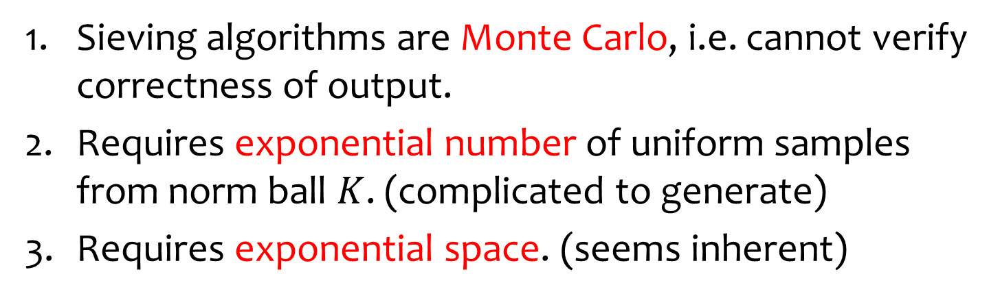 1. Sieving algorithms are Monte Carlo, i.e. cannot verify
correctness of output.
2. Requires exponential number of uniform samples
from norm ball K. (complicated to generate)
3. Requires exponential space. (seems inherent)